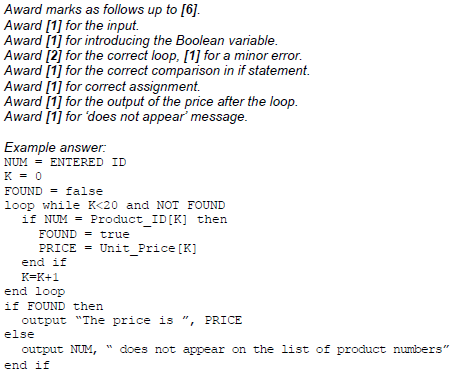 Award marks as follows up to [6].
Award [1] for the input.
Award [1] for introducing the Boolean variable.
Award [2] for the correct loop, [1] for a minor error.
Award [1] for the correct comparison in if statement.
Award [1] for correct assignment.
Award [1] for the output of the price after the loop.
Award [1] for ‘does not appear’ message.

Example answer:
NUM = ENTERED ID
K = 0
FOUND = false
loop while K<20 and NOT FOUND
   if NUM = Product_ID[K] then
      FOUND = true
      PRICE = Unit_Price[K]
   end if
   K=K+1
end loop
if FOUND then
   output “The price is ”, PRICE
else
   output NUM, “ does not appear on the list of product numbers”
end if